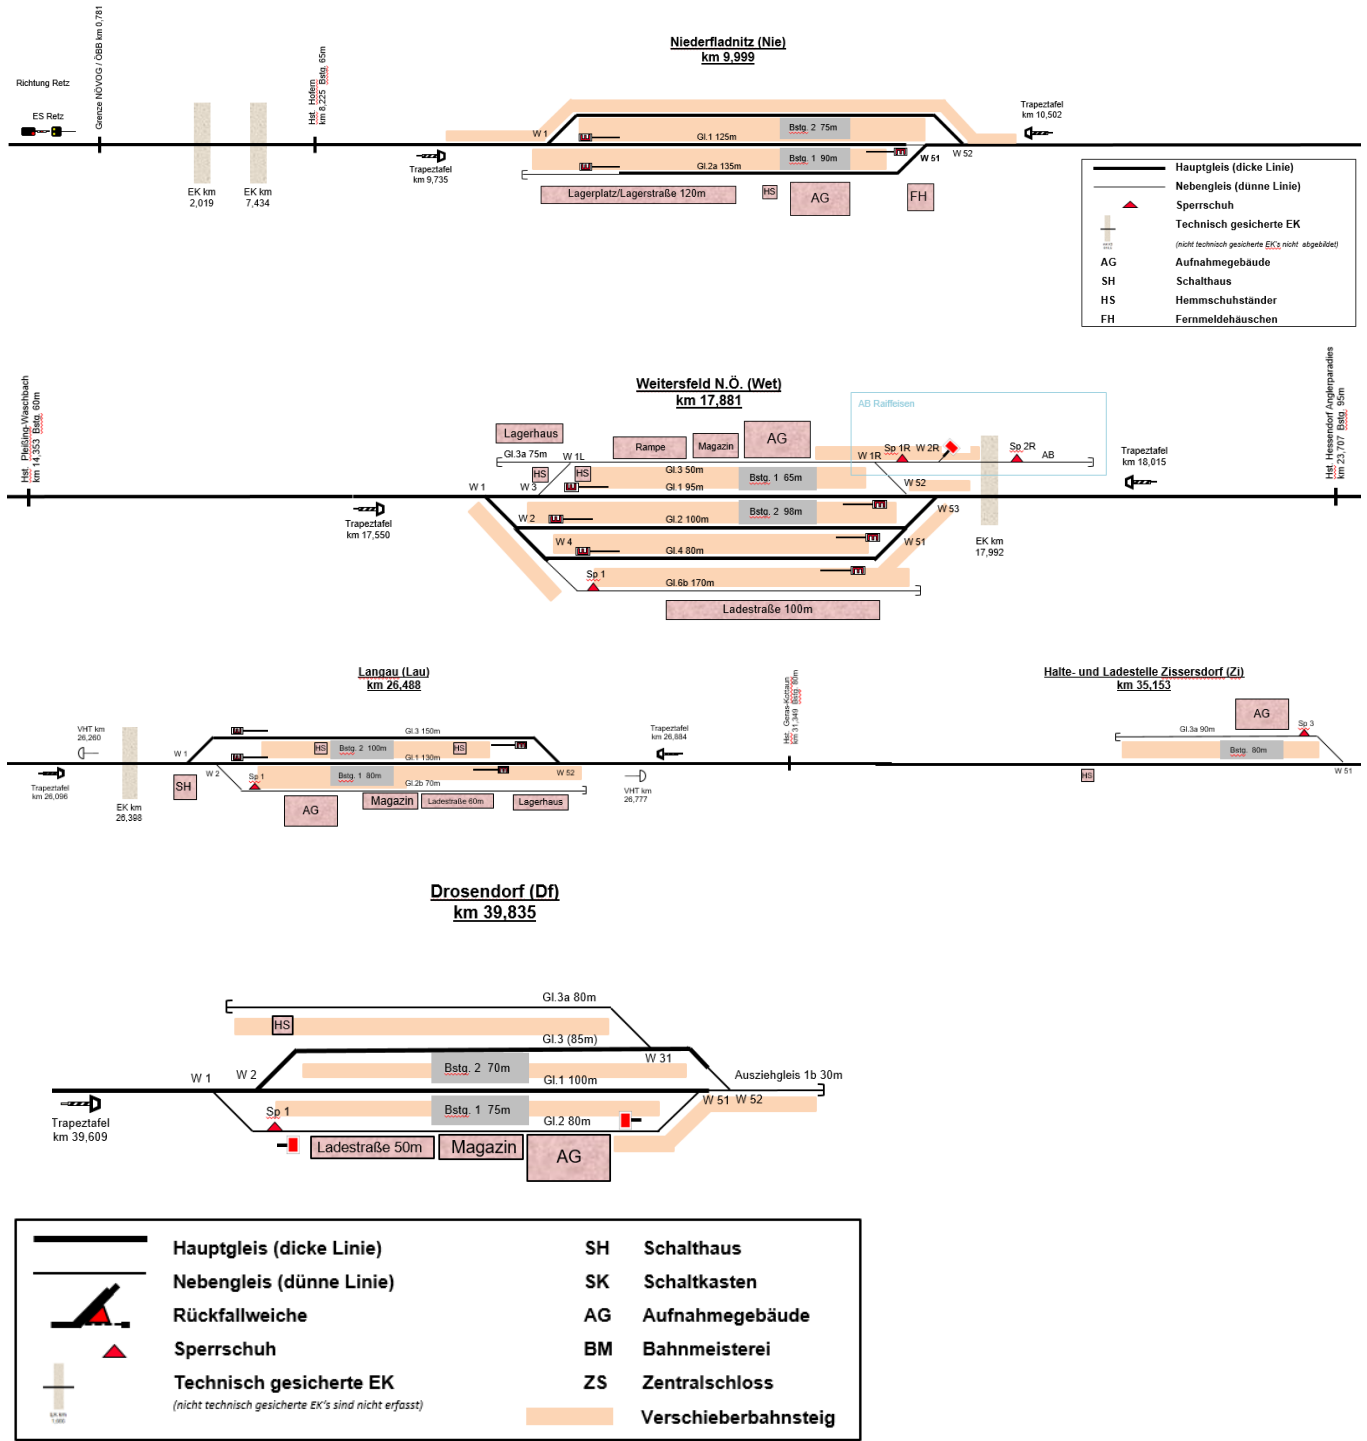 Richtung Retz
ES Retz
Grenze NÖVOG / ÖBB km 0,781
EK km
2,019
EK km
7,434
Hst. Hofern
km 8,225 Bstg. 65m
Niederfladnitz (Nie)
km 9,999
Trapeztafel
km 9,735
W 1
Bstg. 2 75m
Gl.1 125m
Bstg. 1 90m
Gl.2a 135m
W 51
W 52
Trapeztafel
km 10,502
Lagerplatz/Lagerstraße 120m
HS
AG
FH
Hauptgleis (dicke Linie)
Nebengleis (dünne Linie)
Sperrschuh
Technisch gesicherte EK
(nicht technisch gesicherte EK's nicht abgebildet)
AG Aufnahmegebäude
SH Schalthaus
HS Hemmschuhständer
FH Fernmeldehäuschen
Hst. Pleißing-Waschbach
km 14,353 Bstg. 60m
Weitersfeld N.Ö. (Wet)
km 17,881
AB Raiffeisen
Lagerhaus
Rampe
Magazin
AG
Gl.3a 75m
W 1L
HS
HS
Gl.3 50m
Bstg. 1 65m
W 1R
Sp 1R
W 2R
Sp 2R
AB
Trapeztafel
km 18,015
W 1
W 3
Gl.1 95m
W 52
W 53
Trapeztafel
km 17,550
W 2
Gl.2 100m
Bstg. 2 98m
W 4
Gl.4 80m
W 51
EK km
17,992
Sp 1
Gl.6b 170m
Ladestraße 100m
Hst. Hessendorf Anglerparadies
km 23,707 Bstg. 95m
Langau (Lau)
km 26,488
VHT km
26,260
Trapeztafel
km 26,096
EK km
26,398
W 1
SH
W 2
Gl.3 150m
HS
Bstg. 2 100m
HS
Gl.1 130m
Sp 1
Bstg. 1 80m
Gl.2b 70m
W 52
AG
Magazin
Ladestraße 60m
Lagerhaus
VHT km
26,777
Trapeztafel
km 26,884
Hst. Geras-Kottaun
km 31,349 Bstg. 80m
Halte- und Ladestelle Zissersdorf (Zi)
km 35,153
AG
Sp 3
Gl.3a 90m
Bstg. 80m
HS
W 51
Drosendorf (Df)
km 39,835
Gl.3a 80m
HS
Gl.3 (85m)
W 31
W 1
W 2
Bstg. 2 70m
Gl.1 100m
Ausziehgleis 1b 30m
W 51
W 52
Trapeztafel
km 39,609
Sp 1
Bstg. 1 75m
Gl.2 80m
Ladestraße 50m
Magazin
AG
Hauptgleis (dicke Linie)
Nebengleis (dünne Linie)
Rückfallweiche
Sperrschuh
Technisch gesicherte EK
(nicht technisch gesicherte EK's sind nicht erfasst)
EK km
1,000
SH Schalthaus
SK Schaltkasten
AG Aufnahmegebäude
BM Bahnmeisterei
ZS Zentralschloss
Verschieberbahnsteig